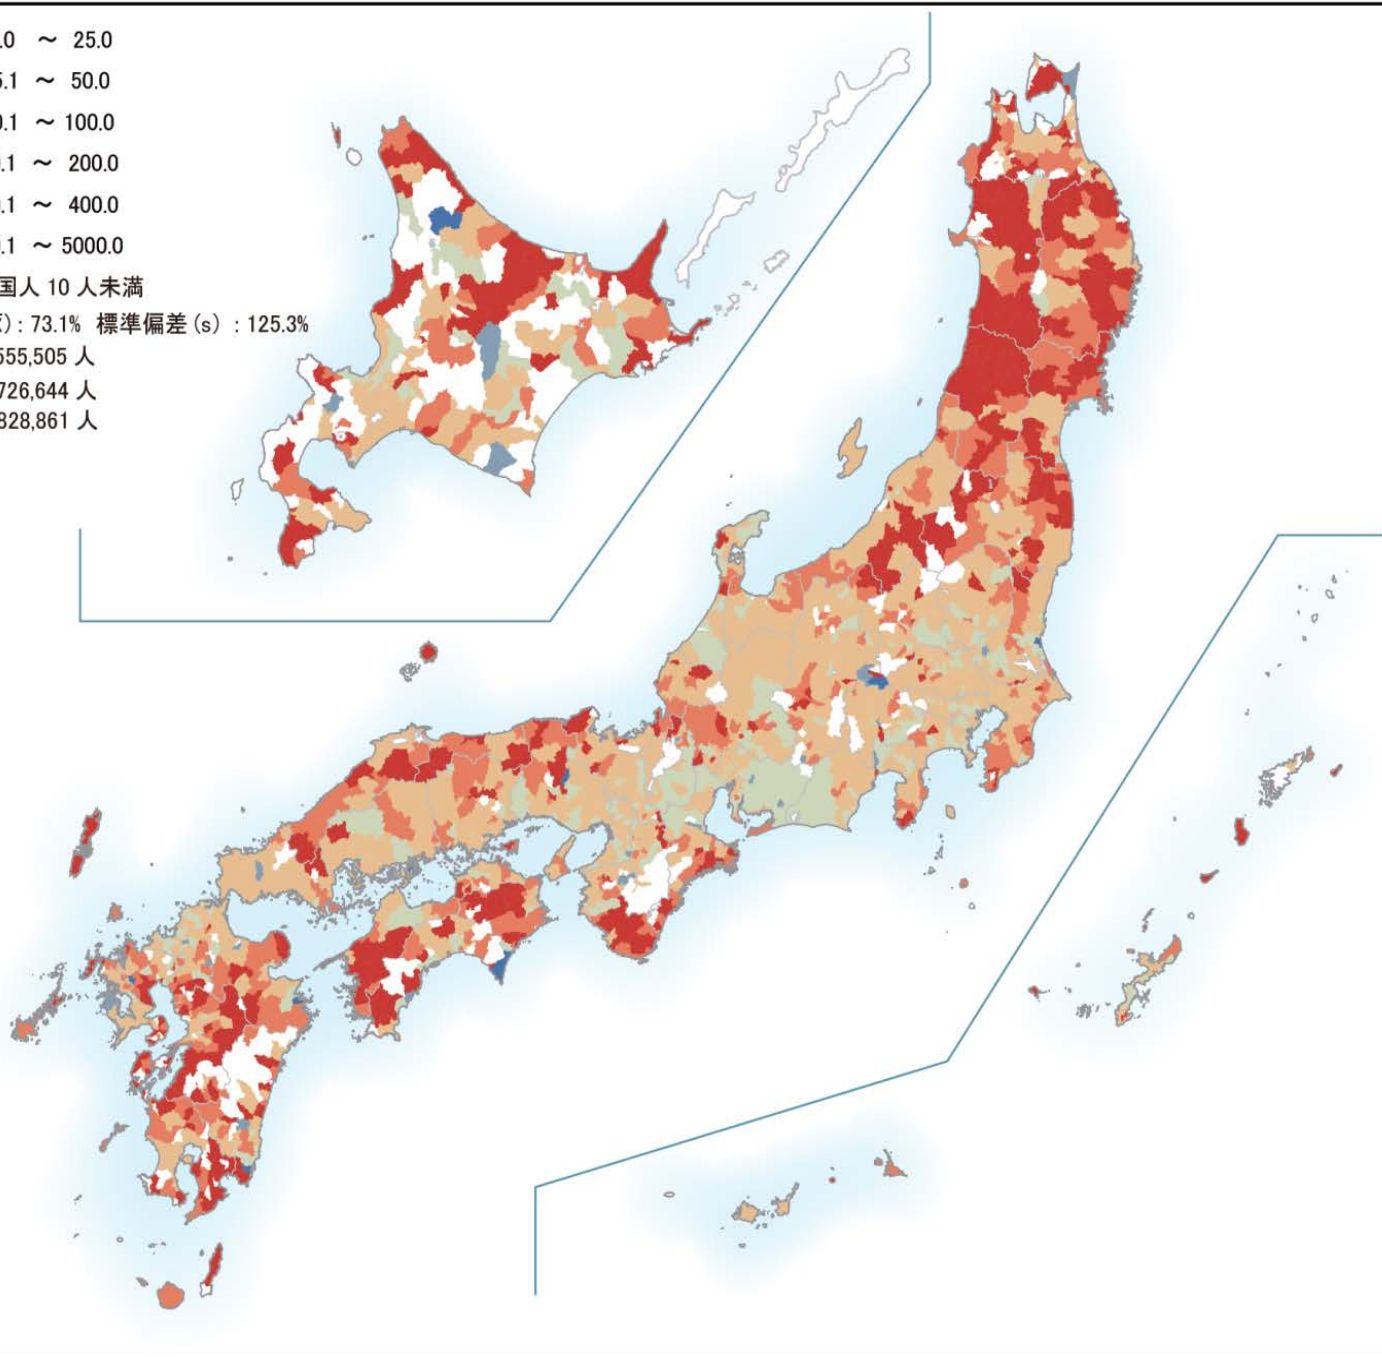 .0 ～ 25.0
.1 ～ 50.0
.1 ～ 100.0
.1 ～ 200.0
.1 ～ 400.0
.1 ～ 5000.0
国人 10 人未満
: 73.1% 標準偏差 (s) : 125.3%
555,505 人
726,644 人
828,861 人